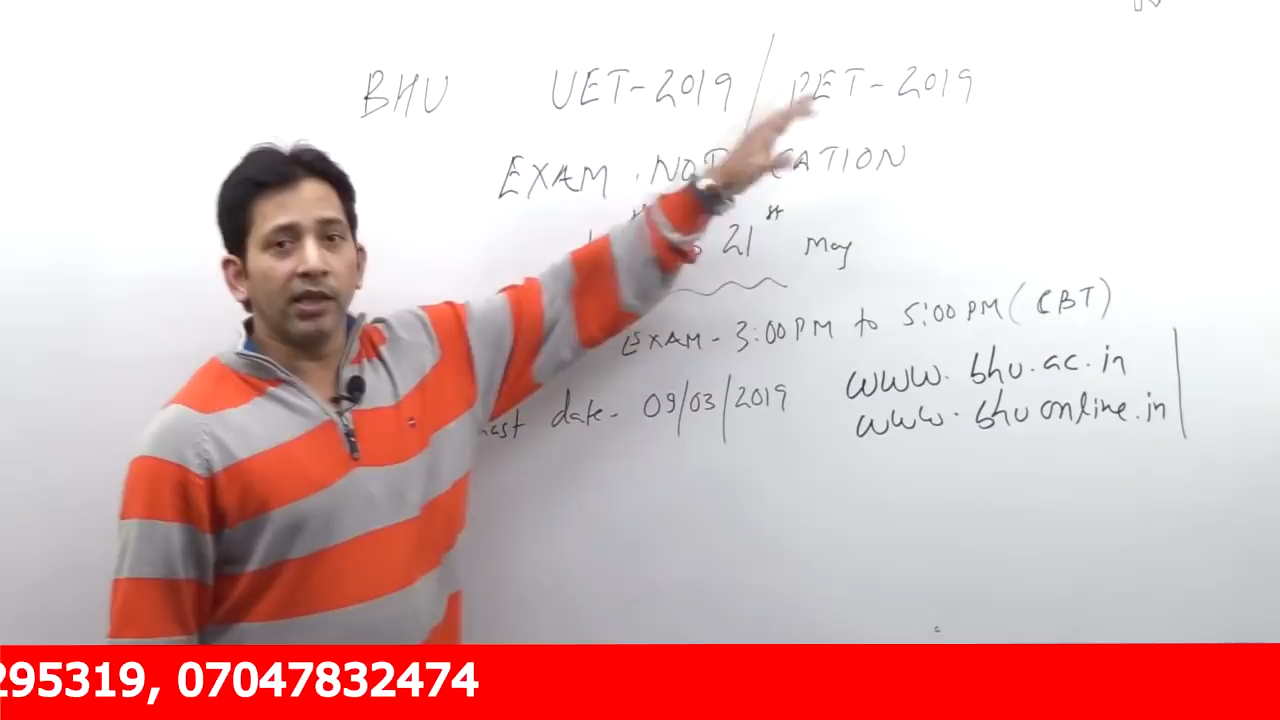 BHU UET-2019 / PET-2019
EXAM.
21st May
EXAM - 3:00 PM to 5:00 PM (CBT)
date - 09/03/2019
www.bhu.ac.in
www.bhuonline.in
295319, 07047832474